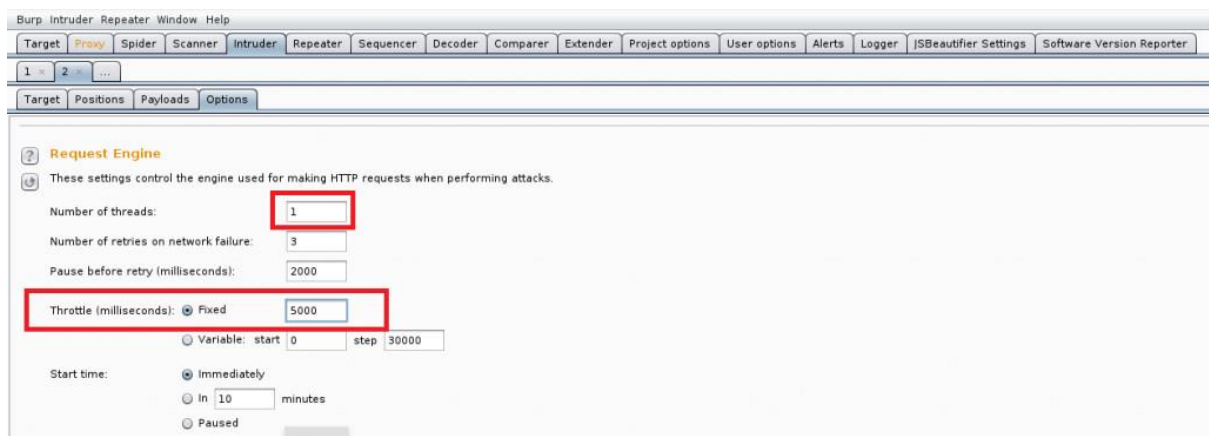 Burp Intruder Repeater Window Help
Target Proxy Spider Scanner Intruder Repeater Sequencer Decoder Comparer Extender Project options User options Alerts Logger JSBeautifier Settings Software Version Reporter
1 × 2 × ...
Target Positions Payloads Options
? Request Engine
These settings control the engine used for making HTTP requests when performing attacks.
Number of threads: 1
Number of retries on network failure: 3
Pause before retry (milliseconds): 2000
Throttle (milliseconds): Fixed 5000
Variable: start 0 step 30000
Start time: Immediately
In 10 minutes
Paused